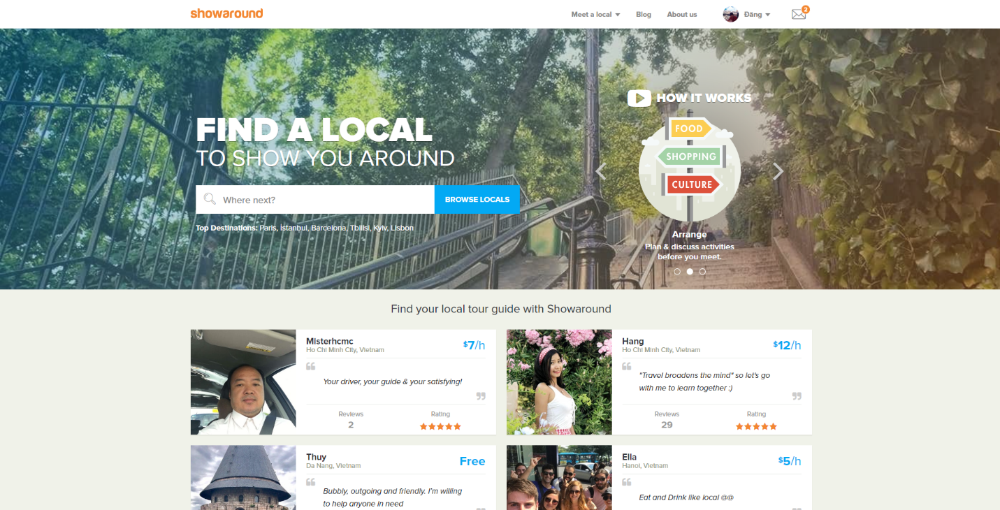 showaround
Meet a local
Blog
About us
Đăng
2
FIND A LOCAL
TO SHOW YOU AROUND
Where next?
BROWSE LOCALS
Top Destinations: Paris, İstanbul, Barcelona, Tbilisi, Kyiv, Lisbon
HOW IT WORKS
FOOD
SHOPPING
CULTURE
Arrange
Plan & discuss activities
before you meet.
Find your local tour guide with Showaround
Misterhcmc
Ho Chi Minh City, Vietnam
$7/h
“
Your driver, your guide & your satisfying!
”
Reviews
2
Rating
Hang
Ho Chi Minh City, Vietnam
$12/h
“
"Travel broadens the mind" so let's go
with me to learn together :)
”
Reviews
29
Rating
Thuy
Da Nang, Vietnam
Free
“
Bubbly, outgoing and friendly. I'm willing
to help anyone in need
”
Ella
Hanoi, Vietnam
$5/h
“
Eat and Drink like local @@
”